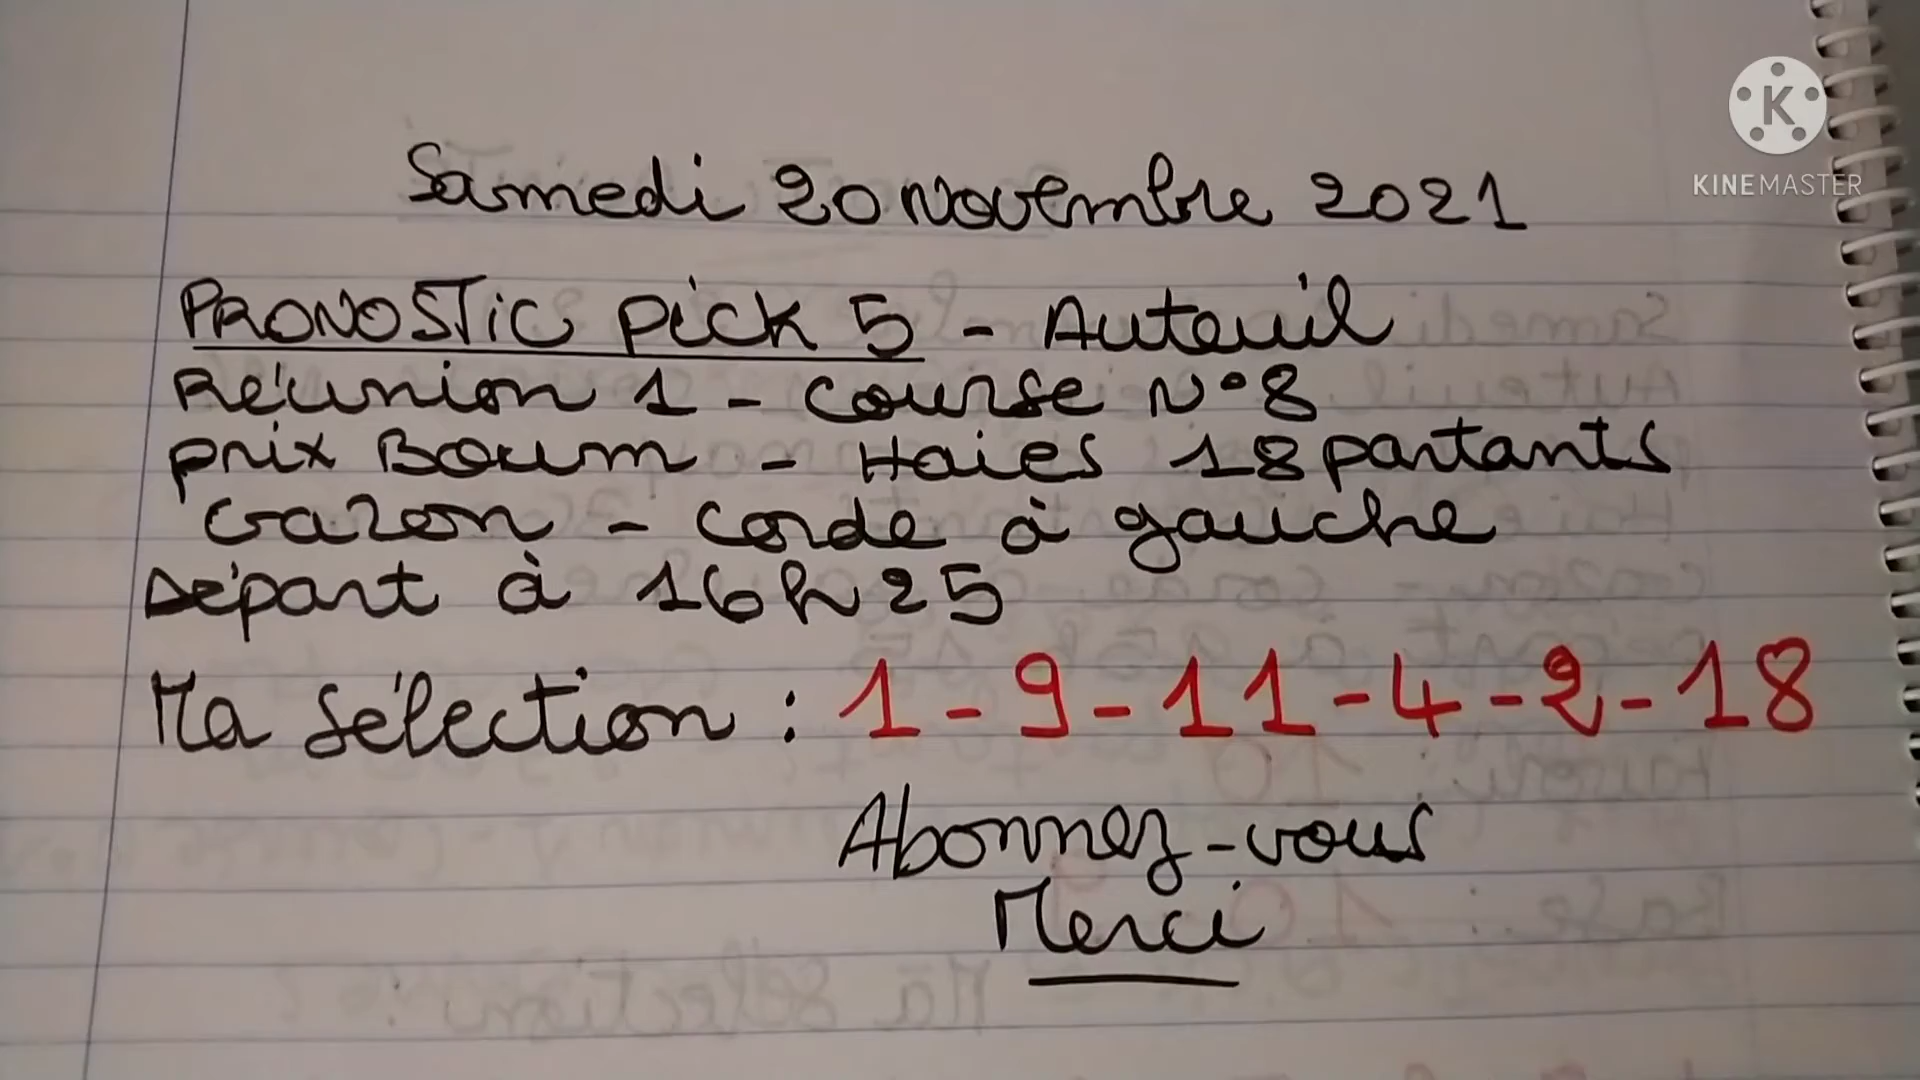 K
KINEMASTER
Samedi 20 Novembre 2021
PRONOSTIC PICK 5 - Auteuil
Réunion 1 - course N°8
prix Boum - Haies 18 partants
Gazon - corde à gauche
Départ à 16h25
Ma sélection : 1 - 9 - 11 - 4 - 2 - 18
Abonnez-vous
Merci